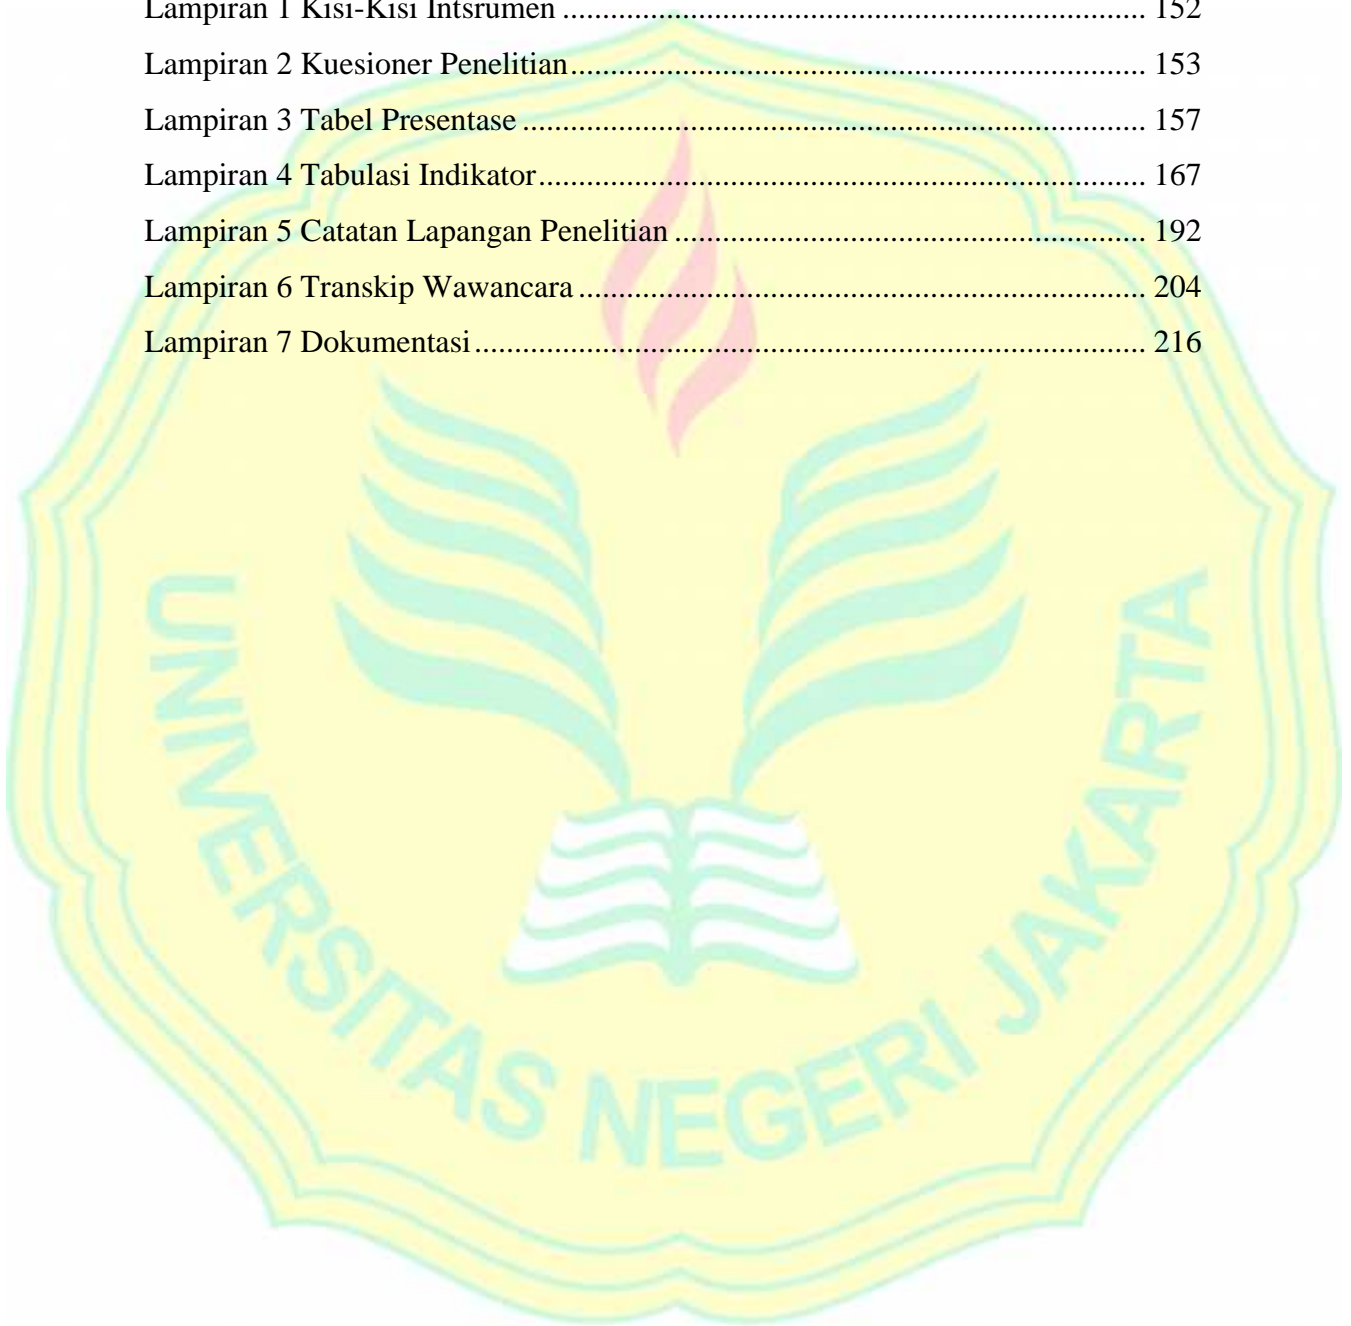 Lampiran 1 Kisi-Kisi Intsrumen ........................................................................ 152
Lampiran 2 Kuesioner Penelitian....................................................................... 153
Lampiran 3 Tabel Presentase ............................................................................. 157
Lampiran 4 Tabulasi Indikator........................................................................... 167
Lampiran 5 Catatan Lapangan Penelitian .......................................................... 192
Lampiran 6 Transkip Wawancara ...................................................................... 204
Lampiran 7 Dokumentasi ................................................................................... 216
UNIVERSITAS NEGERI JAKARTA